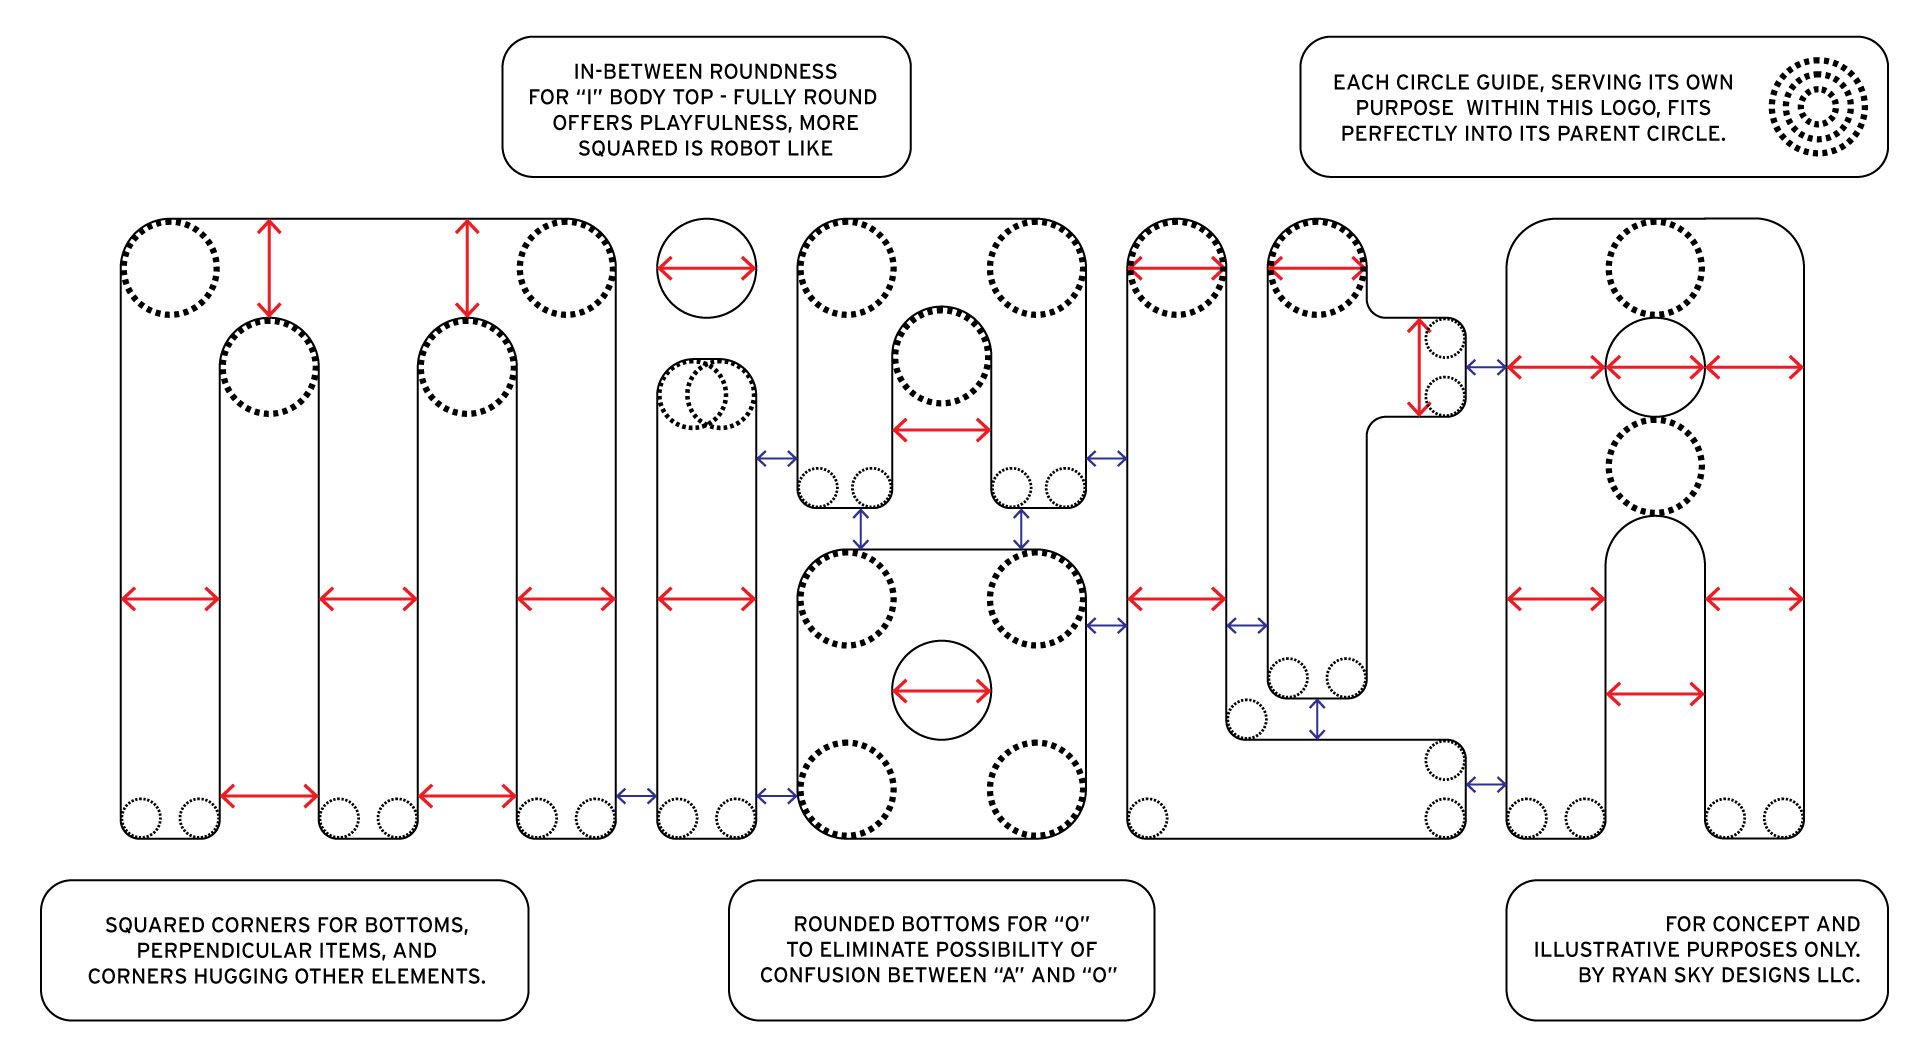 IN-BETWEEN ROUNDNESS
FOR “I” BODY TOP - FULLY ROUND
OFFERS PLAYFULNESS, MORE
SQUARED IS ROBOT LIKE
EACH CIRCLE GUIDE, SERVING ITS OWN
PURPOSE WITHIN THIS LOGO, FITS
PERFECTLY INTO ITS PARENT CIRCLE.
SQUARED CORNERS FOR BOTTOMS,
PERPENDICULAR ITEMS, AND
CORNERS HUGGING OTHER ELEMENTS.
ROUNDED BOTTOMS FOR “O”
TO ELIMINATE POSSIBILITY OF
CONFUSION BETWEEN “A” AND “O”
FOR CONCEPT AND
ILLUSTRATIVE PURPOSES ONLY.
BY RYAN SKY DESIGNS LLC.